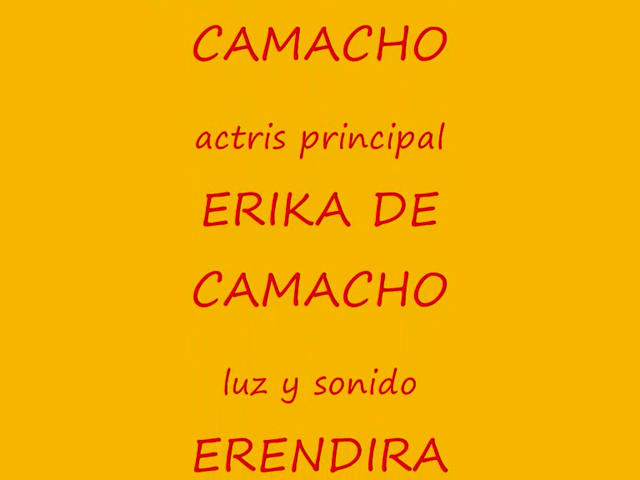 CAMACHO
actris principal
ERIKA DE
CAMACHO
luz y sonido
ERENDIRA